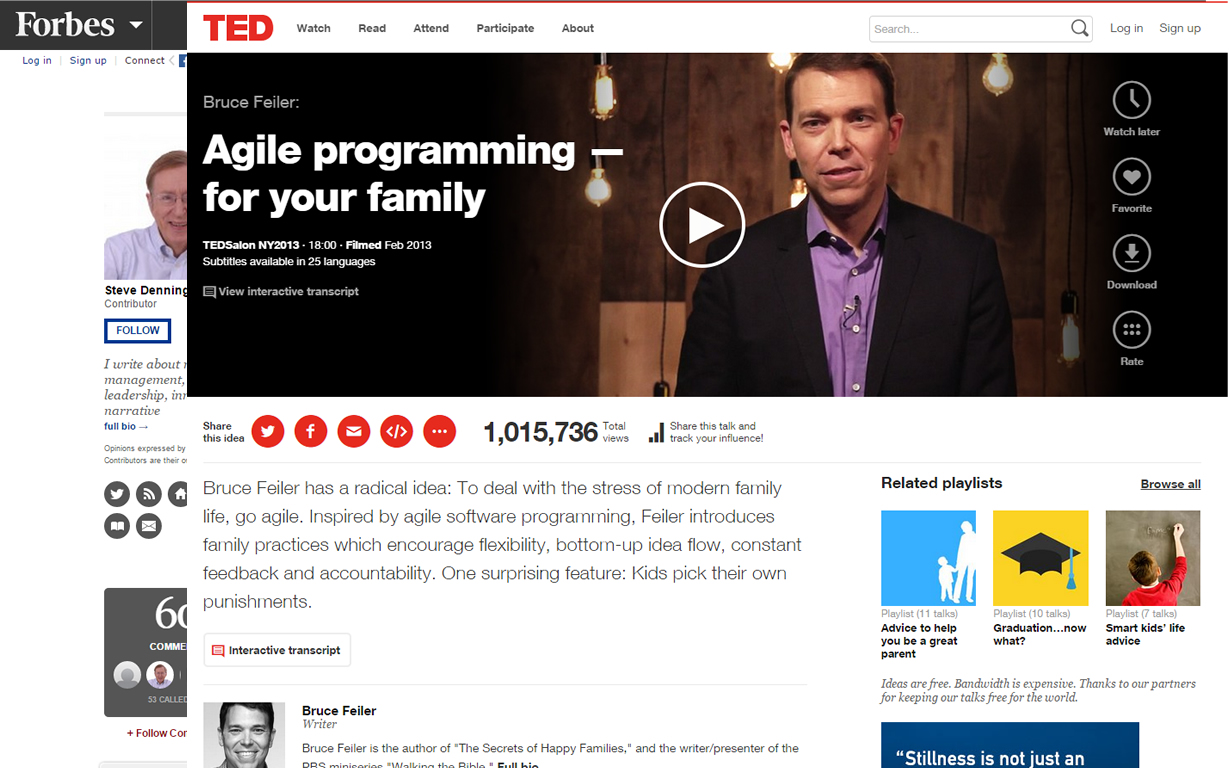 Forbes
Log in
Sign up
Connect
Steve Denning
Contributor
FOLLOW
I write about
management,
leadership,
narrative
full bio →
Opinions expressed by
Contributors are their
COMME
53 CALLED
+ Follow
TED
Watch
Read
Attend
Participate
About
Search...
Log in
Sign up
Bruce Feiler:
Agile programming —
for your family
TEDSalon NY2013 · 18:00 · Filmed Feb 2013
Subtitles available in 25 languages
View interactive transcript
Watch later
Favorite
Download
Rate
Share
this idea
1,015,736
Total
views
Share this talk and
track your influence!
Bruce Feiler has a radical idea: To deal with the stress of modern family
life, go agile. Inspired by agile software programming, Feiler introduces
family practices which encourage flexibility, bottom-up idea flow, constant
feedback and accountability. One surprising feature: Kids pick their own
punishments.
Interactive transcript
Bruce Feiler
Writer
Bruce Feiler is the author of "The Secrets of Happy Families," and the writer/presenter of the
PBS miniseries "Walking the Bible." Full bio
Related playlists
Browse all
Playlist (11 talks)
Advice to help
you be a great
parent
Playlist (10 talks)
Graduation…now
what?
Playlist (7 talks)
Smart kids' life
advice
Ideas are free. Bandwidth is expensive. Thanks to our partners
for keeping our talks free for the world.
“Stillness is not just an